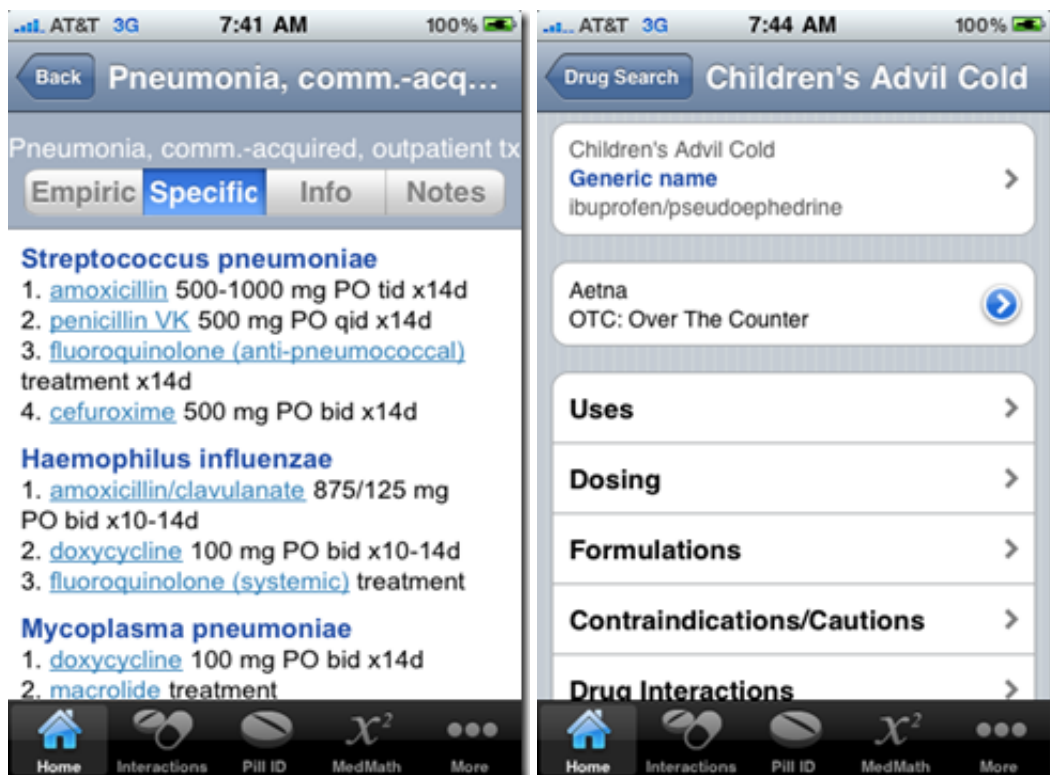 AT&T 3G 7:41 AM 100%
Back Pneumonia, comm.-acq...
Pneumonia, comm.-acquired, outpatient tx
Empiric Specific Info Notes
Streptococcus pneumoniae
1. amoxicillin 500-1000 mg PO tid x14d
2. penicillin VK 500 mg PO qid x14d
3. fluoroquinolone (anti-pneumococcal)
treatment x14d
4. cefuroxime 500 mg PO bid x14d
Haemophilus influenzae
1. amoxicillin/clavulanate 875/125 mg
PO bid x10-14d
2. doxycycline 100 mg PO bid x10-14d
3. fluoroquinolone (systemic) treatment
Mycoplasma pneumoniae
1. doxycycline 100 mg PO bid x14d
2. macrolide treatment
Home Interactions Pill ID MedMath More
AT&T 3G 7:44 AM 100%
Drug Search Children's Advil Cold
Children's Advil Cold
Generic name
ibuprofen/pseudoephedrine
Aetna
OTC: Over The Counter
Uses
Dosing
Formulations
Contraindications/Cautions
Drug Interactions
Home Interactions Pill ID MedMath More